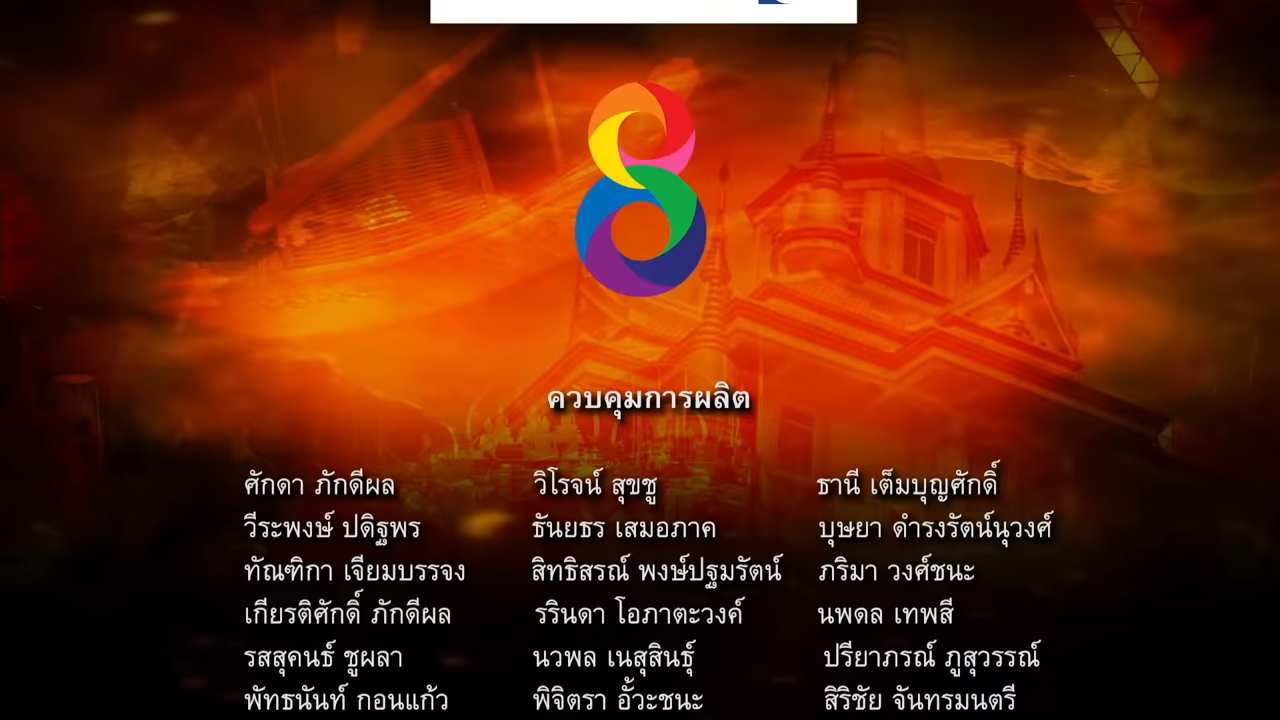 ควบคุมการผลิต
ศักดา ภักดีผล วิโรจน์ สุขชู ธานี เต็มบุญศักดิ์
วีระพงษ์ ปดิฐพร ธันยธร เสมอภาค บุษยา ดำรงรัตน์นุวงศ์
ทัณฑิกา เจียมบรรจง สิทธิสรณ์ พงษ์ปฐมรัตน์ ภริมา วงศ์ชนะ
เกียรติศักดิ์ ภักดีผล รรินดา โอภาตะวงค์ นพดล เทพสี
รสสุคนธ์ ชูผลา นวพล เนสุสินธุ์ ปรียาภรณ์ ภูสุวรรณ์
พัทธนันท์ กอนแก้ว พิจิตรา อั้วะชนะ สิริชัย จันทรมนตรี